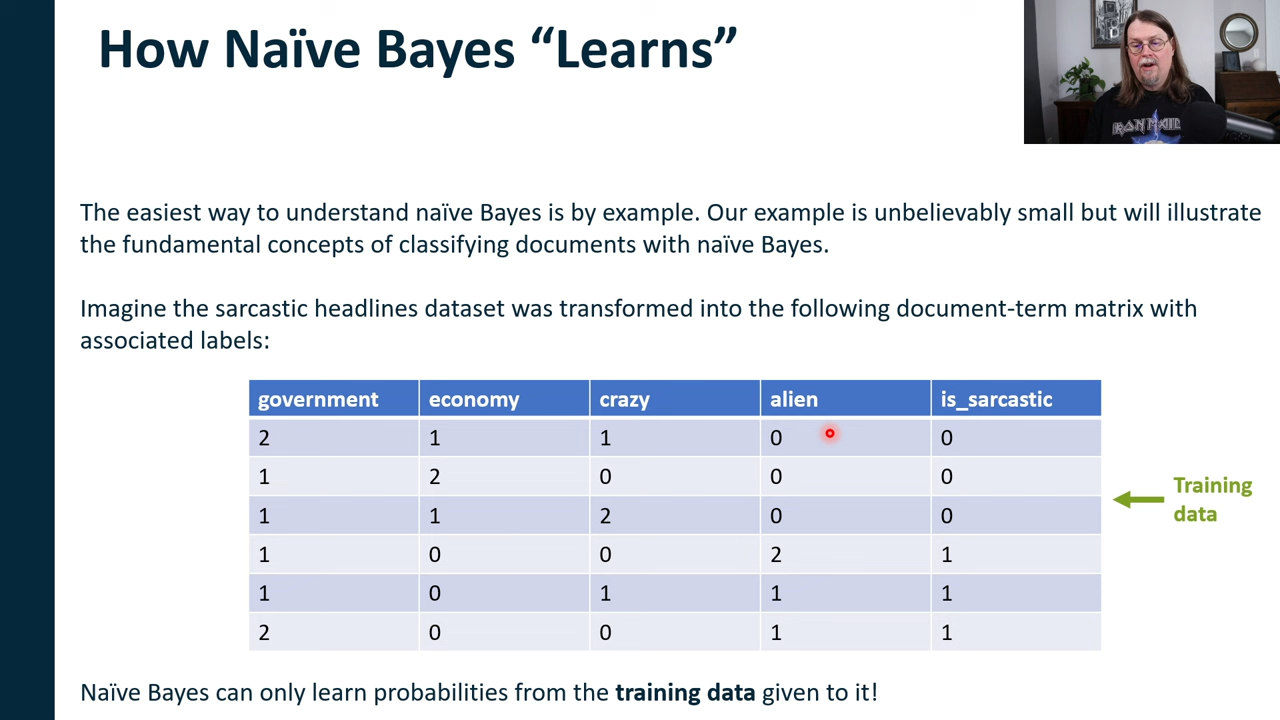 How Naïve Bayes “Learns”
IRON MAI
The easiest way to understand naïve Bayes is by example. Our example is unbelievably small but will illustrate
the fundamental concepts of classifying documents with naïve Bayes.
Imagine the sarcastic headlines dataset was transformed into the following document-term matrix with
associated labels:
government economy crazy alien is_sarcastic
2 1 1 0 0
1 2 0 0 0
1 1 2 0 0
1 0 0 2 1
1 0 1 1 1
2 0 0 1 1
Training
data
Naïve Bayes can only learn probabilities from the training data given to it!